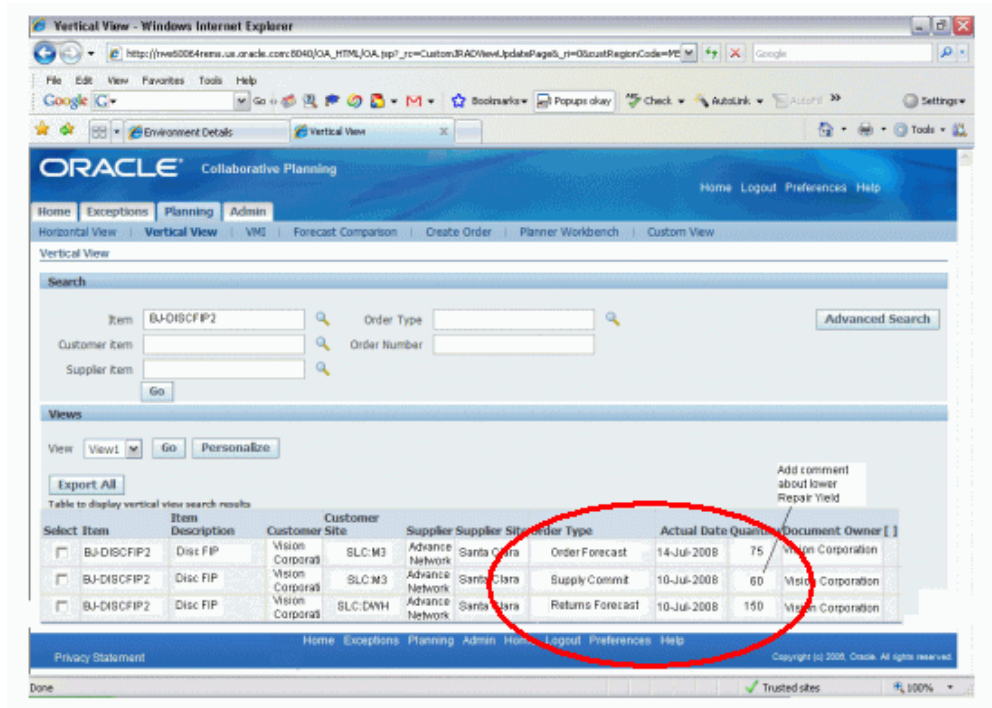 Vertical View - Windows Internet Explorer
Google
File Edit View Favorites Tools Help
Google G Go Bookmarks Popups okay Check AutoLink AutoFill Settings
Environment Details Vertical View x Tools
ORACLE Collaborative Planning
Home Logout Preferences Help
Home Exceptions Planning Admin
Horizontal View | Vertical View | VMI | Forecast Comparison | Create Order | Planner Workbench | Custom View
Vertical View
Search
Item BJ-DISCFIP2 Order Type Advanced Search
Customer item Order Number
Supplier item
Go
Views
View View1 Go Personalize
Add comment
about lower
Repair Yield
Export All
Table to display vertical view search results
Select Item Item Description Customer Customer Site Supplier Supplier Site Order Type Actual Date Quantity Document Owner [ ]
BJ-DISCFIP2 Disc FIP Vision Corporati SLC:M3 Advance Network Santa Clara Order Forecast 14-Jul-2008 75 Vision Corporation
BJ-DISCFIP2 Disc FIP Vision Corporati SLC:M3 Advance Network Santa Clara Supply Commit 10-Jul-2008 60 Vision Corporation
BJ-DISCFIP2 Disc FIP Vision Corporati SLC:DWH Advance Network Santa Clara Returns Forecast 10-Jul-2008 150 Vision Corporation
Home Exceptions Planning Admin Home Logout Preferences Help
Privacy Statement Copyright (c) 2006, Oracle. All rights reserved.
Done Trusted sites 100%